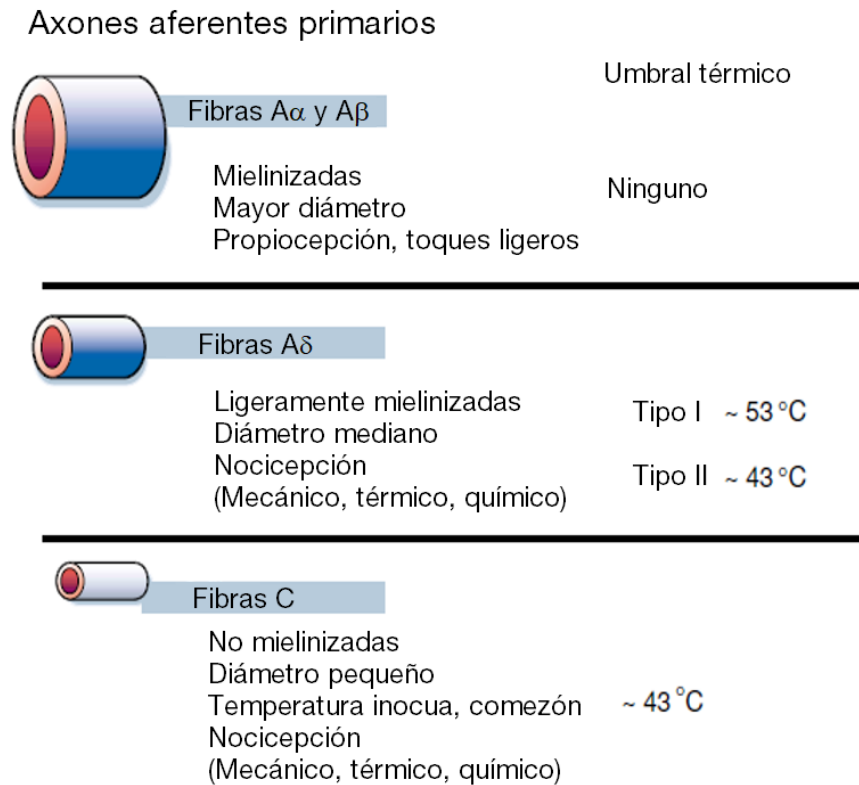 Axones aferentes primarios
Umbral térmico
Fibras Aα y Aβ
Mielinizadas
Mayor diámetro
Propiocepción, toques ligeros
Ninguno
Fibras Aδ
Ligeramente mielinizadas
Diámetro mediano
Nocicepción
(Mecánico, térmico, químico)
Tipo I ~ 53 °C
Tipo II ~ 43 °C
Fibras C
No mielinizadas
Diámetro pequeño
Temperatura inocua, comezón
Nocicepción
(Mecánico, térmico, químico)
~ 43 °C